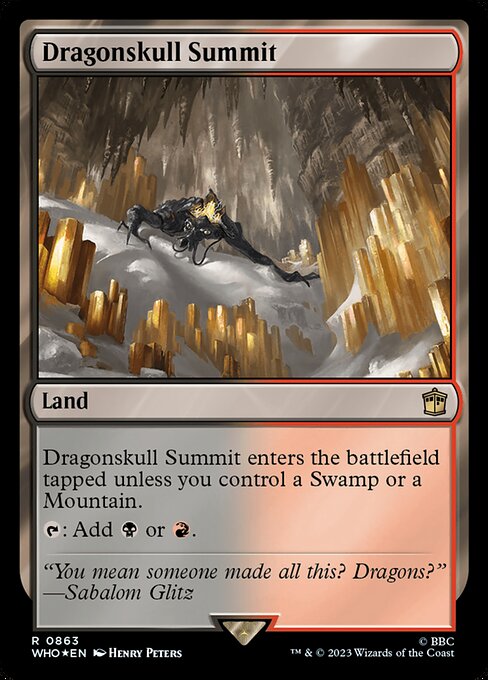 Dragonskull Summit
Land
Dragonskull Summit enters the battlefield
tapped unless you control a Swamp or a
Mountain.
: Add or .
“You mean someone made all this? Dragons?”
—Sabalom Glitz
R 0863
WHO★EN Henry Peters
© BBC
™ & © 2023 Wizards of the Coast